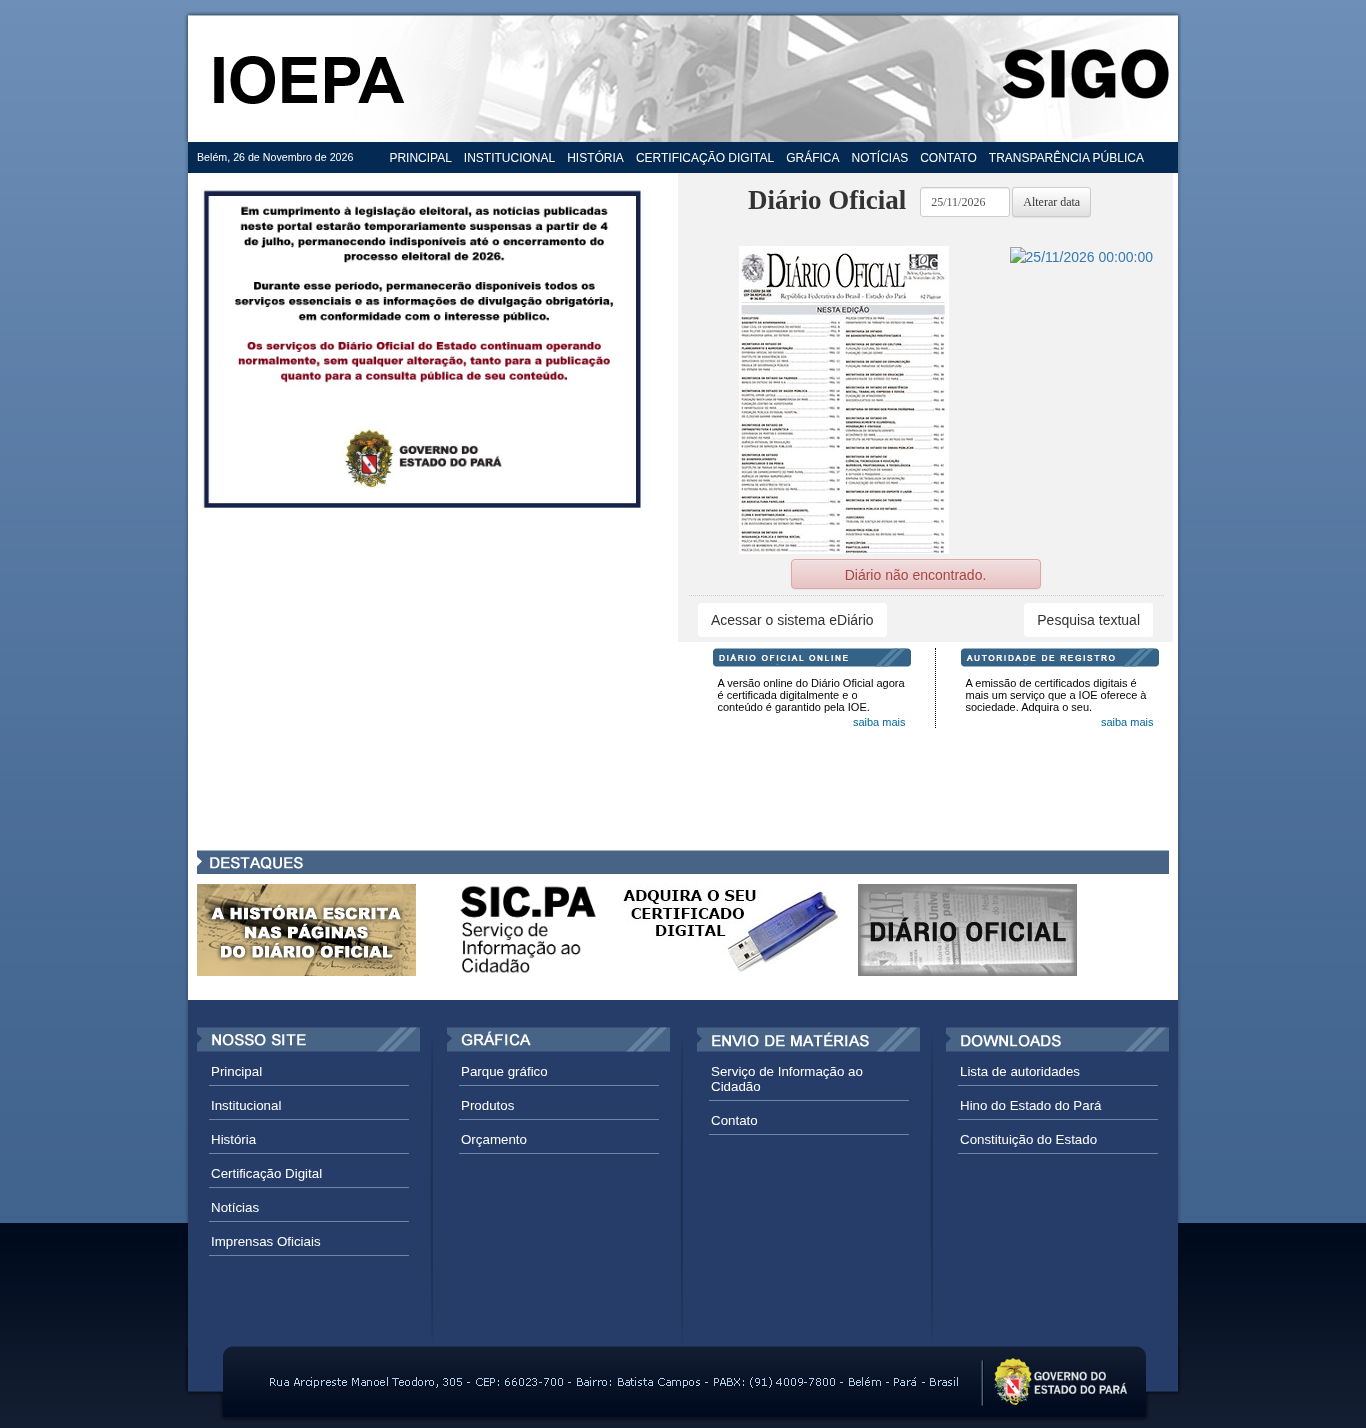 IOEPA
SIGO
Belém, 26 de Novembro de 2026
PRINCIPAL INSTITUCIONAL HISTÓRIA CERTIFICAÇÃO DIGITAL GRÁFICA NOTÍCIAS CONTATO TRANSPARÊNCIA PÚBLICA
Em cumprimento à legislação eleitoral, as notícias publicadas
neste portal estarão temporariamente suspensas a partir de 4
de julho, permanecendo indisponíveis até o encerramento do
processo eleitoral de 2026.
Durante esse período, permanecerão disponíveis todos os
serviços essenciais e as informações de divulgação obrigatória,
em conformidade com o interesse público.
Os serviços do Diário Oficial do Estado continuam operando
normalmente, sem qualquer alteração, tanto para a publicação
quanto para a consulta pública de seu conteúdo.
GOVERNO DO
ESTADO DO PARÁ
Diário Oficial
25/11/2026
Alterar data
DIÁRIO OFICIAL
República Federativa do Brasil - Estado do Pará
NESTA EDIÇÃO
25/11/2026 00:00:00
Diário não encontrado.
Acessar o sistema eDiário
Pesquisa textual
DIÁRIO OFICIAL ONLINE
A versão online do Diário Oficial agora
é certificada digitalmente e o
conteúdo é garantido pela IOE.
saiba mais
AUTORIDADE DE REGISTRO
A emissão de certificados digitais é
mais um serviço que a IOE oferece à
sociedade. Adquira o seu.
saiba mais
DESTAQUES
A HISTÓRIA ESCRITA
NAS PÁGINAS
DO DIÁRIO OFICIAL
SIC.PA
Serviço de
Informação ao
Cidadão
ADQUIRA O SEU
CERTIFICADO
DIGITAL
DIÁRIO OFICIAL
NOSSO SITE
Principal
Institucional
História
Certificação Digital
Notícias
Imprensas Oficiais
GRÁFICA
Parque gráfico
Produtos
Orçamento
ENVIO DE MATÉRIAS
Serviço de Informação ao
Cidadão
Contato
DOWNLOADS
Lista de autoridades
Hino do Estado do Pará
Constituição do Estado
Rua Arcipreste Manoel Teodoro, 305 - CEP: 66023-700 - Bairro: Batista Campos - PABX: (91) 4009-7800 - Belém - Pará - Brasil
GOVERNO DO
ESTADO DO PARÁ